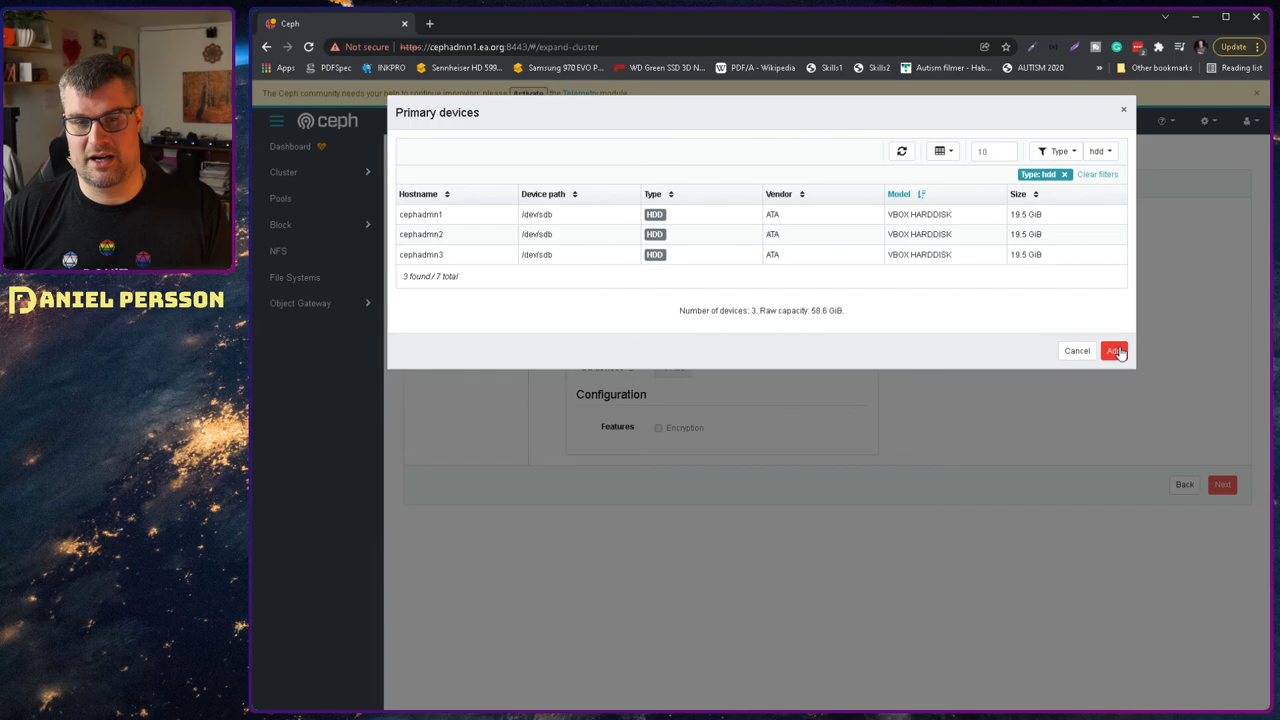 Ceph
Not secure https://cephadmn1.ea.org:8443/#/expand-cluster
Update
Apps PDFSpec INKPRO Sennheiser HD 599... Samsung 970 EVO P... WD Green SSD 3D N... PDF/A - Wikipedia Skills1 Skills2 Autism filmer - htt... AUTISM 2020 Other bookmarks Reading list
The Ceph community needs your help to continue improving: please Activate the Telemetry module.
ceph
Dashboard
Cluster
Pools
Block
NFS
File Systems
Object Gateway
Primary devices
10 Type hdd
Type: hdd Clear filters
Hostname Device path Type Vendor Model Size
cephadmn1 /dev/sdb HDD ATA VBOX HARDDISK 19.5 GiB
cephadmn2 /dev/sdb HDD ATA VBOX HARDDISK 19.5 GiB
cephadmn3 /dev/sdb HDD ATA VBOX HARDDISK 19.5 GiB
3 found / 7 total
Number of devices: 3. Raw capacity: 58.6 GiB.
Cancel Add
Configuration
Features Encryption
Back Next
DANIEL PERSSON